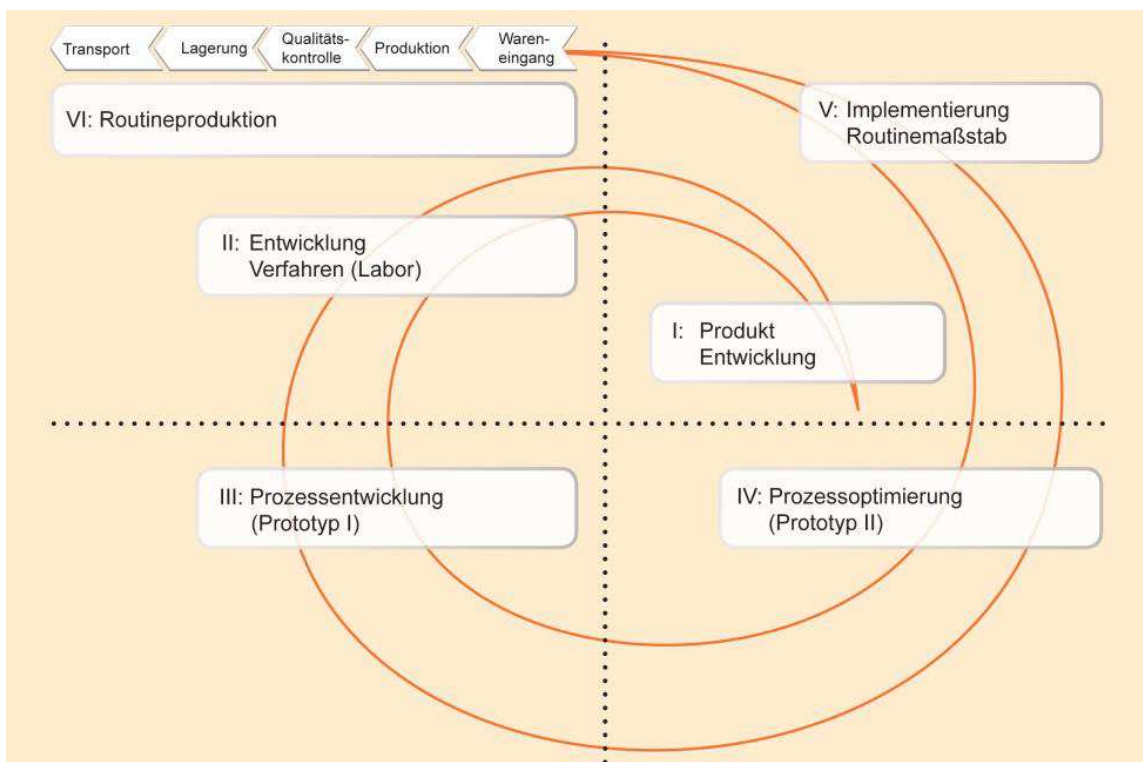 Transport
Lagerung
Qualitäts-
kontrolle
Produktion
Waren-
eingang
VI: Routineproduktion
V: Implementierung
Routinemaßstab
II: Entwicklung
Verfahren (Labor)
I: Produkt
Entwicklung
III: Prozessentwicklung
(Prototyp I)
IV: Prozessoptimierung
(Prototyp II)